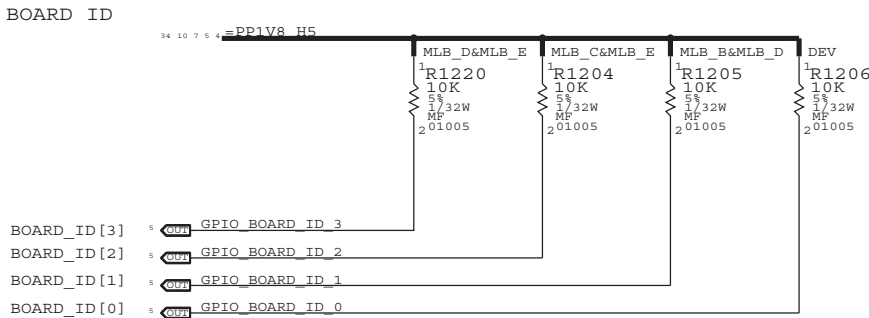 BOARD ID
34 10 7 5 4 =PP1V8_H5
MLB_D&MLB_E MLB_C&MLB_E MLB_B&MLB_D DEV
1 1 1 1
R1220 R1204 R1205 R1206
10K 10K 10K 10K
5% 5% 5% 5%
1/32W 1/32W 1/32W 1/32W
MF MF MF MF
2 01005 2 01005 2 01005 2 01005
BOARD_ID[3] 5 OUT GPIO_BOARD_ID_3
BOARD_ID[2] 5 OUT GPIO_BOARD_ID_2
BOARD_ID[1] 5 OUT GPIO_BOARD_ID_1
BOARD_ID[0] 5 OUT GPIO_BOARD_ID_0